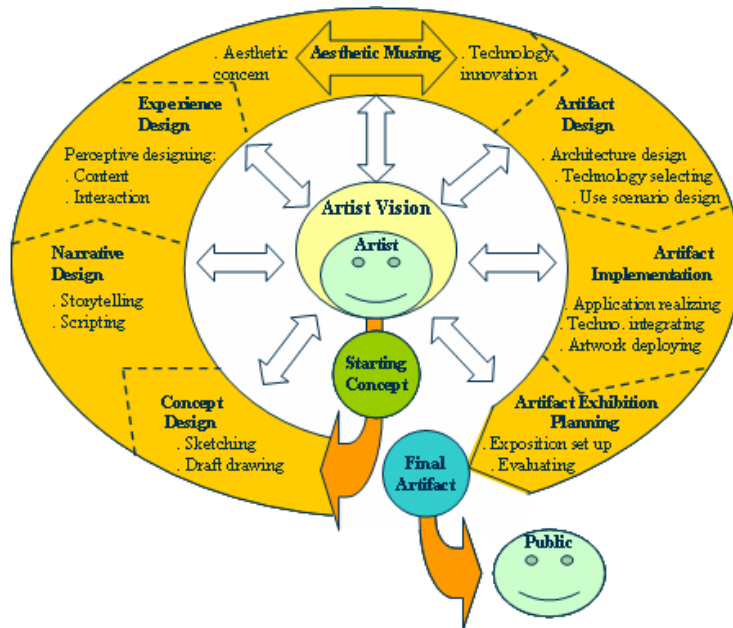 . Aesthetic
concern
Aesthetic Musing
. Technology
innovation
Experience
Design
Perceptive designing:
. Content
. Interaction
Artifact
Design
. Architecture design
. Technology selecting
. Use scenario design
Artist Vision
Artist
Narrative
Design
. Storytelling
. Scripting
Artifact
Implementation
. Application realizing
. Techno. integrating
. Artwork deploying
Starting
Concept
Concept
Design
. Sketching
. Draft drawing
Artifact Exhibition
Planning
. Exposition set up
. Evaluating
Final
Artifact
Public